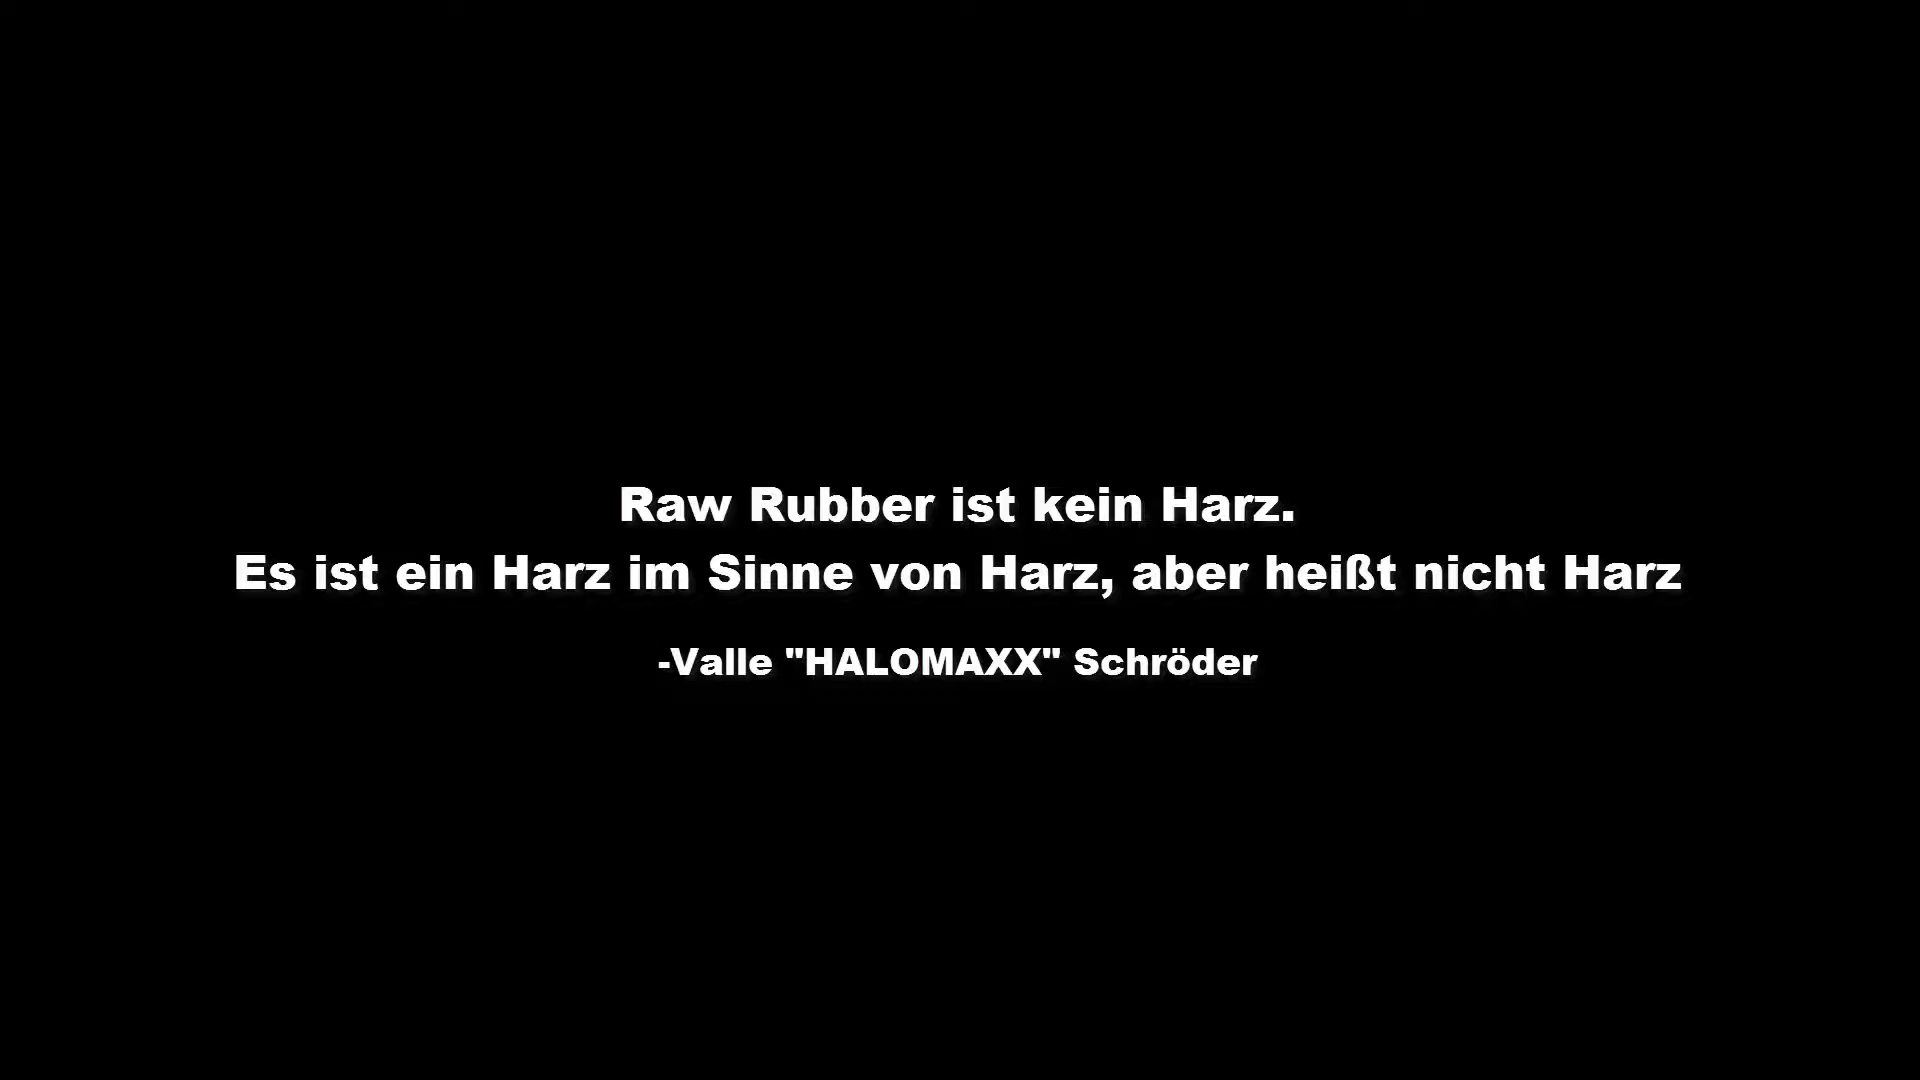 Raw Rubber ist kein Harz.
Es ist ein Harz im Sinne von Harz, aber heißt nicht Harz
-Valle "HALOMAXX" Schröder